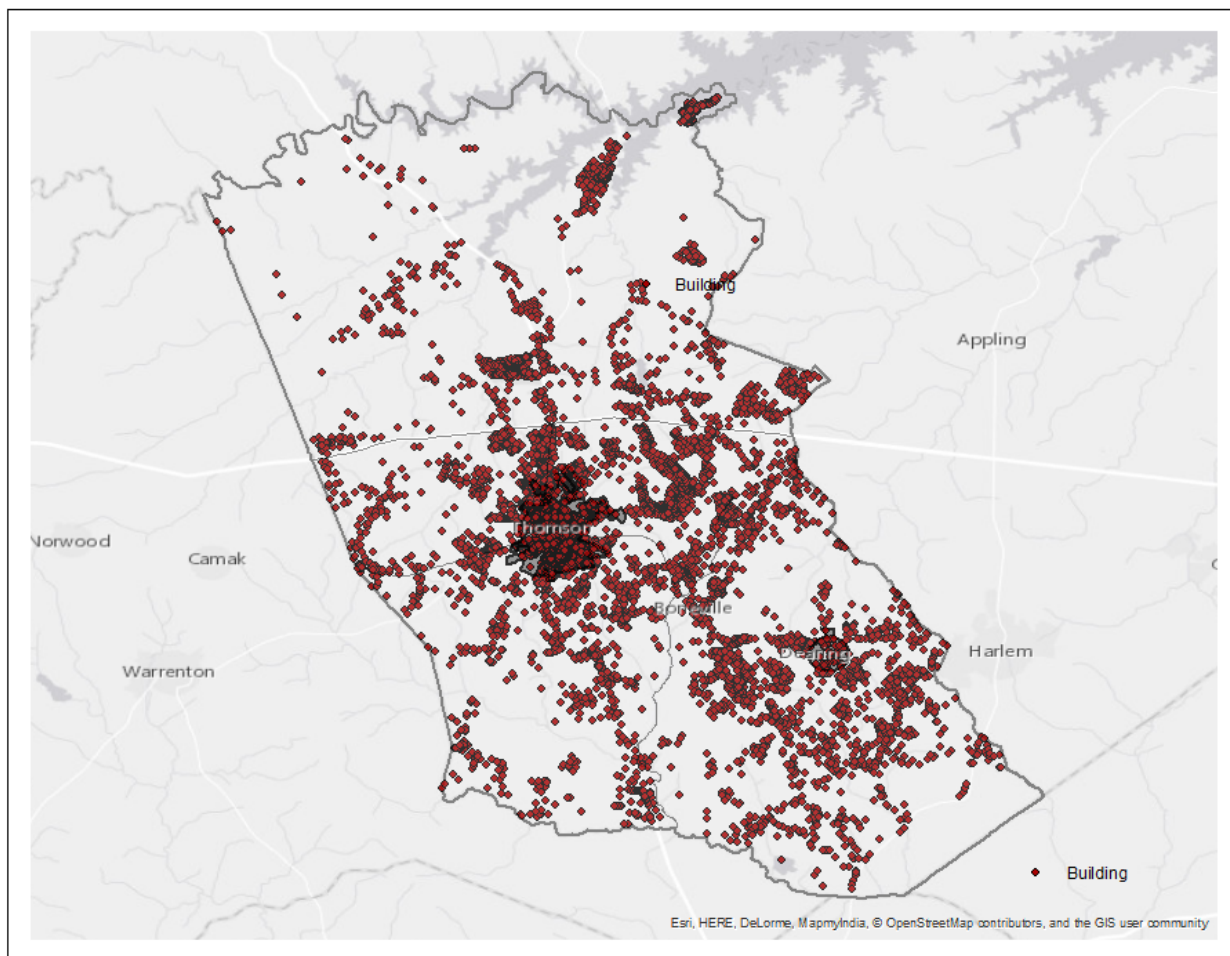 Building
Appling
Thomson
Norwood
Camak
Boneville
Dearing
Harlem
Warrenton
Building
Esri, HERE, DeLorme, MapmyIndia, © OpenStreetMap contributors, and the GIS user community